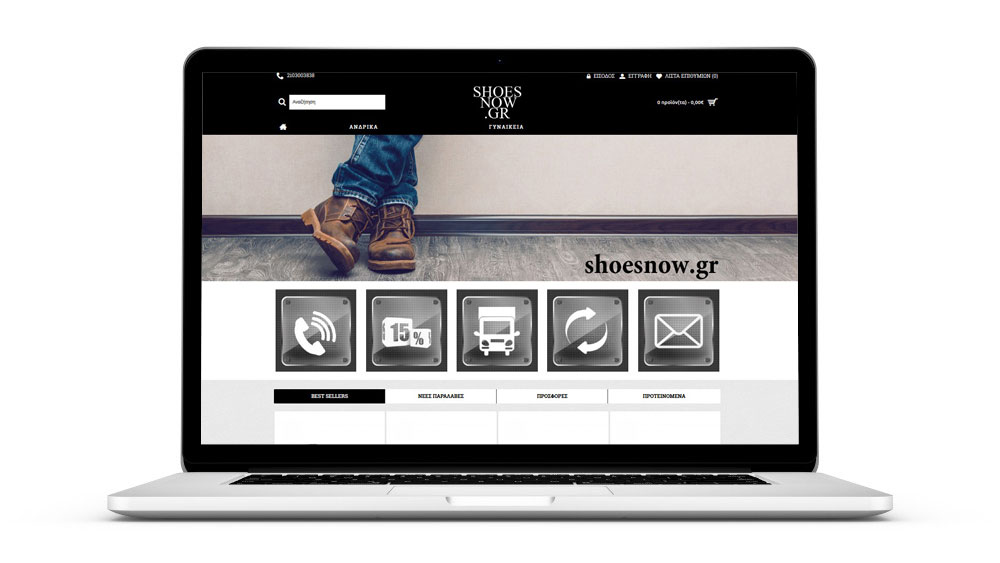 2103003838
ΕΙΣΟΔΟΣ ΕΓΓΡΑΦΗ ΛΙΣΤΑ ΕΠΙΘΥΜΙΩΝ (0)
Αναζήτηση
SHOES
NOW
.GR
0 προϊόν(τα) - 0,00€
ΑΝΔΡΙΚΑ ΓΥΝΑΙΚΕΙΑ
shoesnow.gr
15%
BEST SELLERS ΝΕΕΣ ΠΑΡΑΛΑΒΕΣ ΠΡΟΣΦΟΡΕΣ ΠΡΟΤΕΙΝΟΜΕΝΑ